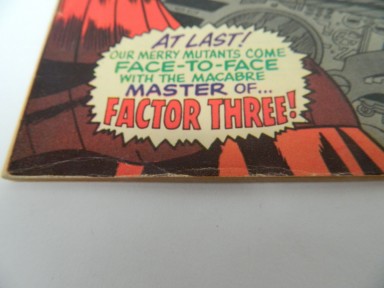 AT LAST!
OUR MERRY MUTANTS COME
FACE-TO-FACE
WITH THE MACABRE
MASTER OF...
FACTOR THREE!